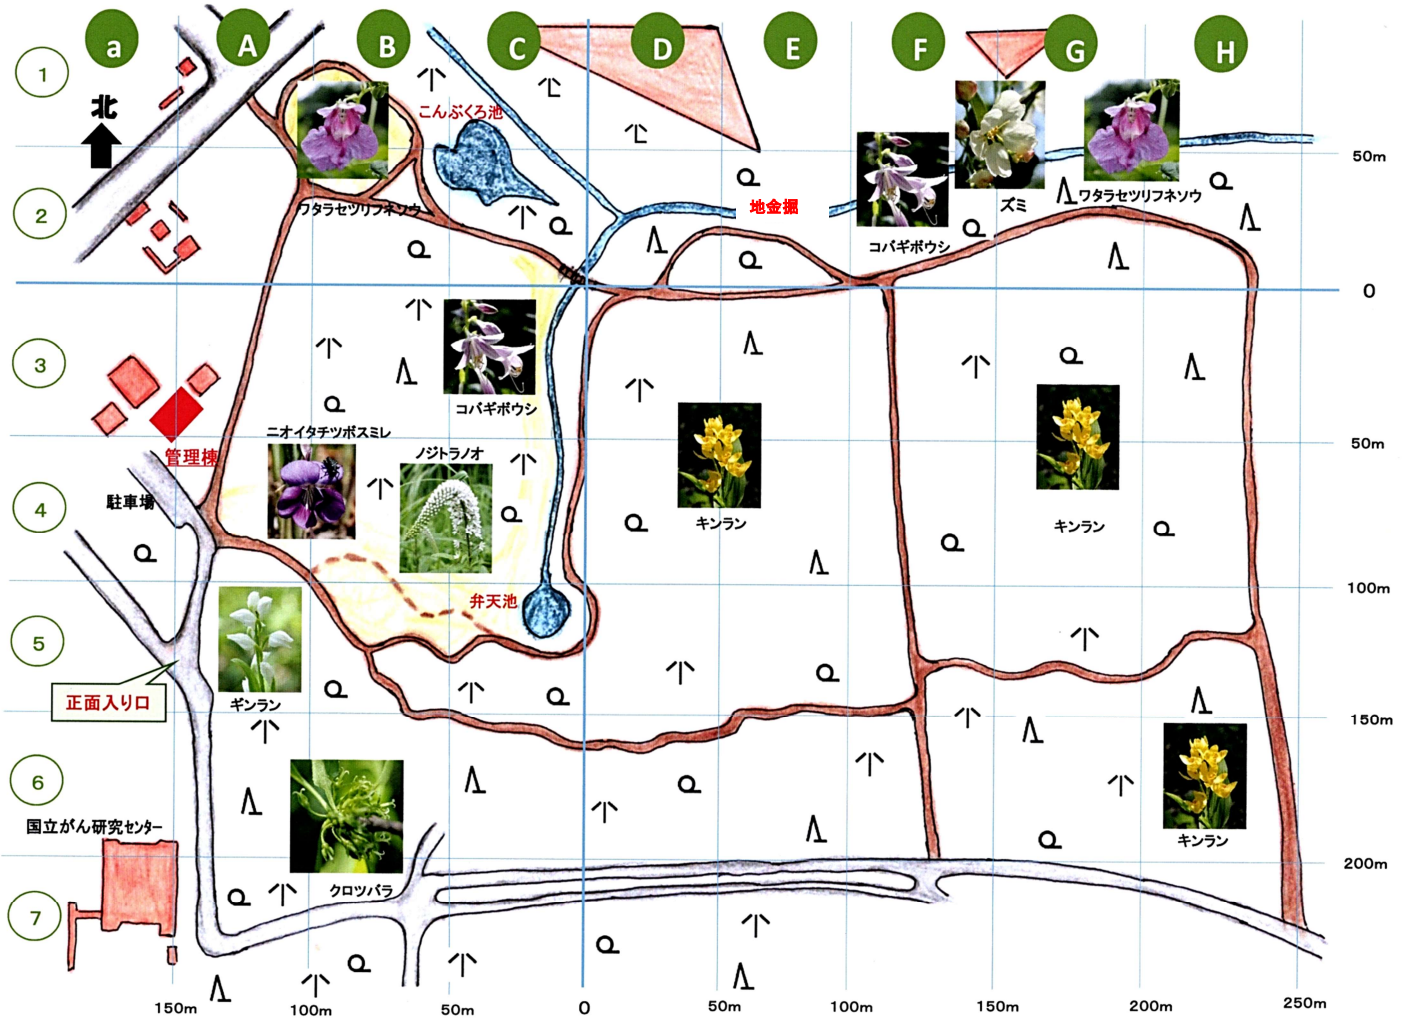 a A B C D E F G H
1
北
こんぶくろ池
50m
2
ワタラセツリフネソウ
地金掘
コバギボウシ
ズミ
ワタラセツリフネソウ
0
3
コバギボウシ
ニオイタチツボスミレ
管理棟
ノジトラノオ
50m
駐車場
4
キンラン
キンラン
100m
弁天池
5
正面入り口
ギンラン
150m
6
国立がん研究センター
キンラン
200m
クロツバラ
7
150m 100m 50m 0 50m 100m 150m 200m 250m